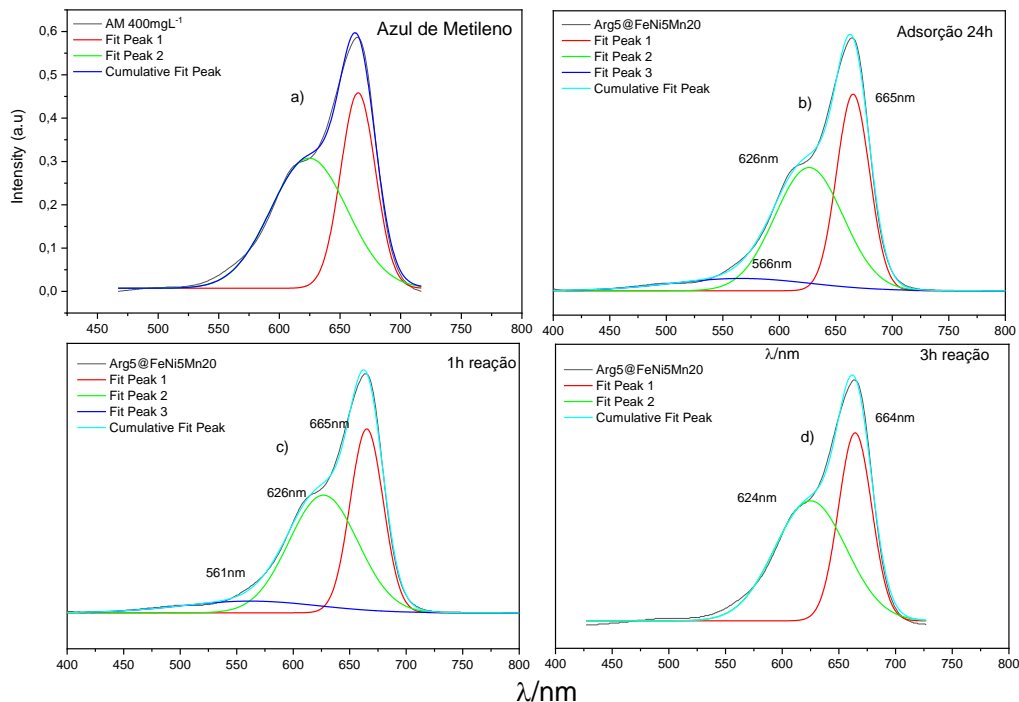 AM 400mgL⁻¹
Fit Peak 1
Fit Peak 2
Cumulative Fit Peak
Azul de Metileno
a)
Intensity (a.u)
0,6
0,5
0,4
0,3
0,2
0,1
0,0
450 500 550 600 650 700 750 800
Arg5@FeNi5Mn20
Fit Peak 1
Fit Peak 2
Fit Peak 3
Cumulative Fit Peak
Adsorção 24h
b)
665nm
626nm
566nm
400 450 500 550 600 650 700 750 800
λ/nm
Arg5@FeNi5Mn20
Fit Peak 1
Fit Peak 2
Fit Peak 3
Cumulative Fit Peak
1h reação
665nm
c)
626nm
561nm
400 450 500 550 600 650 700 750 800
Arg5@FeNi5Mn20
Fit Peak 1
Fit Peak 2
Cumulative Fit Peak
3h reação
664nm
d)
624nm
400 450 500 550 600 650 700 750 800
λ/nm